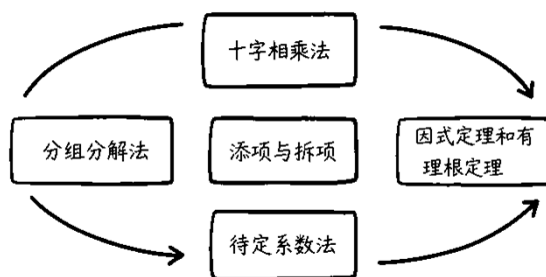 十字相乘法
分组分解法
添项与拆项
因式定理和有
理根定理
待定系数法